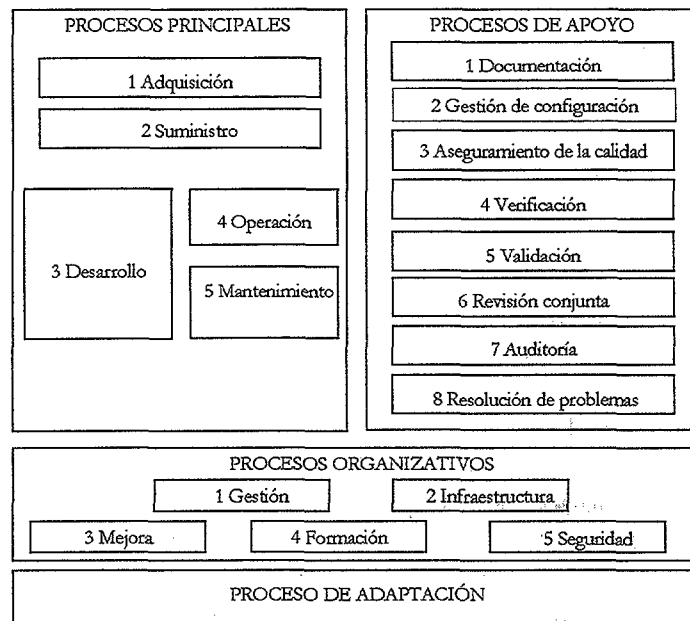 PROCESOS PRINCIPALES
1 Adquisición
2 Suministro
3 Desarrollo
4 Operación
5 Mantenimiento
PROCESOS DE APOYO
1 Documentación
2 Gestión de configuración
3 Aseguramiento de la calidad
4 Verificación
5 Validación
6 Revisión conjunta
7 Auditoría
8 Resolución de problemas
PROCESOS ORGANIZATIVOS
1 Gestión
2 Infraestructura
3 Mejora
4 Formación
5 Seguridad
PROCESO DE ADAPTACIÓN